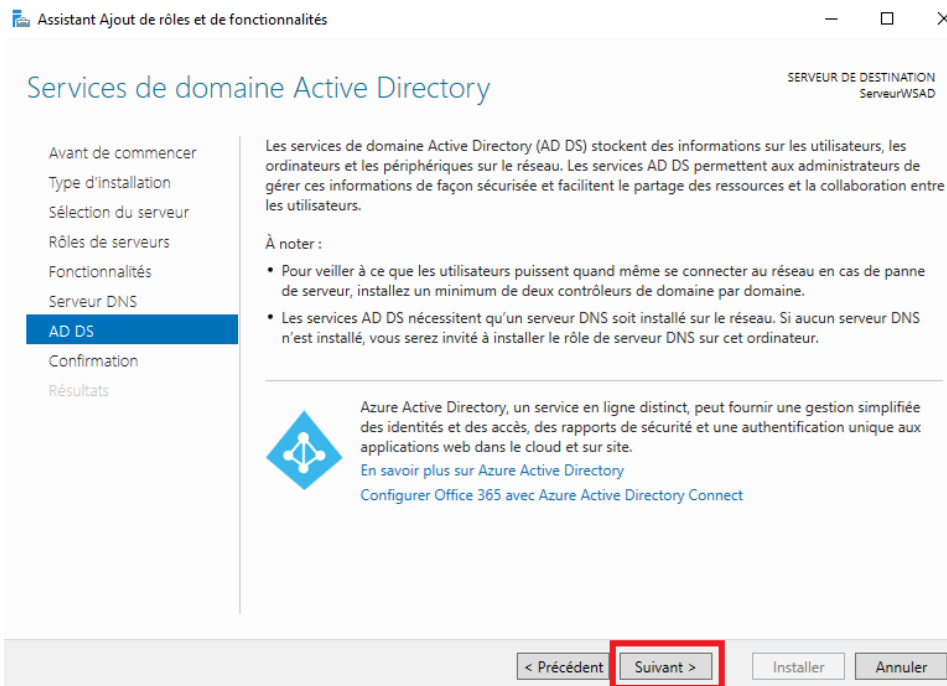 Assistant Ajout de rôles et de fonctionnalités
Services de domaine Active Directory
SERVEUR DE DESTINATION
ServeurWSAD
Avant de commencer
Type d'installation
Sélection du serveur
Rôles de serveurs
Fonctionnalités
Serveur DNS
AD DS
Confirmation
Résultats
Les services de domaine Active Directory (AD DS) stockent des informations sur les utilisateurs, les
ordinateurs et les périphériques sur le réseau. Les services AD DS permettent aux administrateurs de
gérer ces informations de façon sécurisée et facilitent le partage des ressources et la collaboration entre
les utilisateurs.
À noter :
• Pour veiller à ce que les utilisateurs puissent quand même se connecter au réseau en cas de panne
de serveur, installez un minimum de deux contrôleurs de domaine par domaine.
• Les services AD DS nécessitent qu'un serveur DNS soit installé sur le réseau. Si aucun serveur DNS
n'est installé, vous serez invité à installer le rôle de serveur DNS sur cet ordinateur.
Azure Active Directory, un service en ligne distinct, peut fournir une gestion simplifiée
des identités et des accès, des rapports de sécurité et une authentification unique aux
applications web dans le cloud et sur site.
En savoir plus sur Azure Active Directory
Configurer Office 365 avec Azure Active Directory Connect
< Précédent
Suivant >
Installer
Annuler